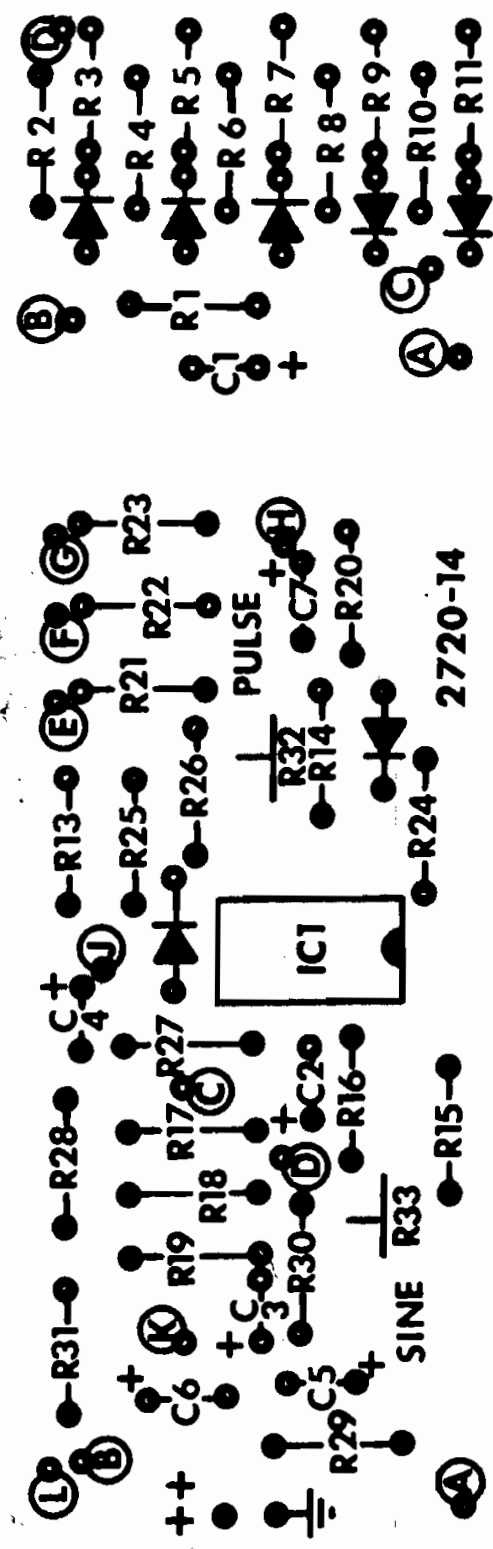 D
R2
R3
R4
R5
R6
R7
R8
R9
R10
R11
B
R1
C1
+
C
A
G
R23
F
R22
E
R21
H
+
C7
R20
PULSE
R32
R14
2720-14
R13
R25
R26
R24
J
+
C4
IC1
R27
C
R17
R28
R18
R19
+
C2
D
R16
R15
R30
R33
SINE
+
C3
K
R31
+
C6
C5
+
R29
L
B
++
A